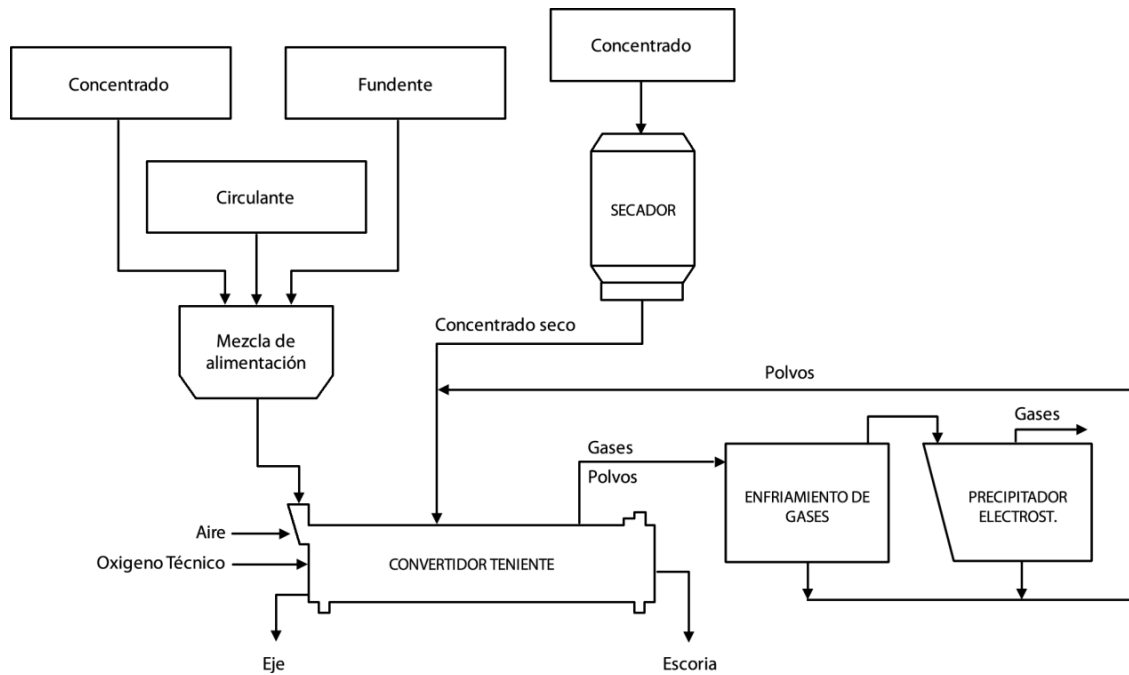 Concentrado
Concentrado
Fundente
Circulante
SECADOR
Concentrado seco
Mezcla de
alimentación
Polvos
Gases
Gases
Polvos
ENFRIAMIENTO DE
GASES
PRECIPITADOR
ELECTROST.
Aire
Oxigeno Técnico
CONVERTIDOR TENIENTE
Eje
Escoria